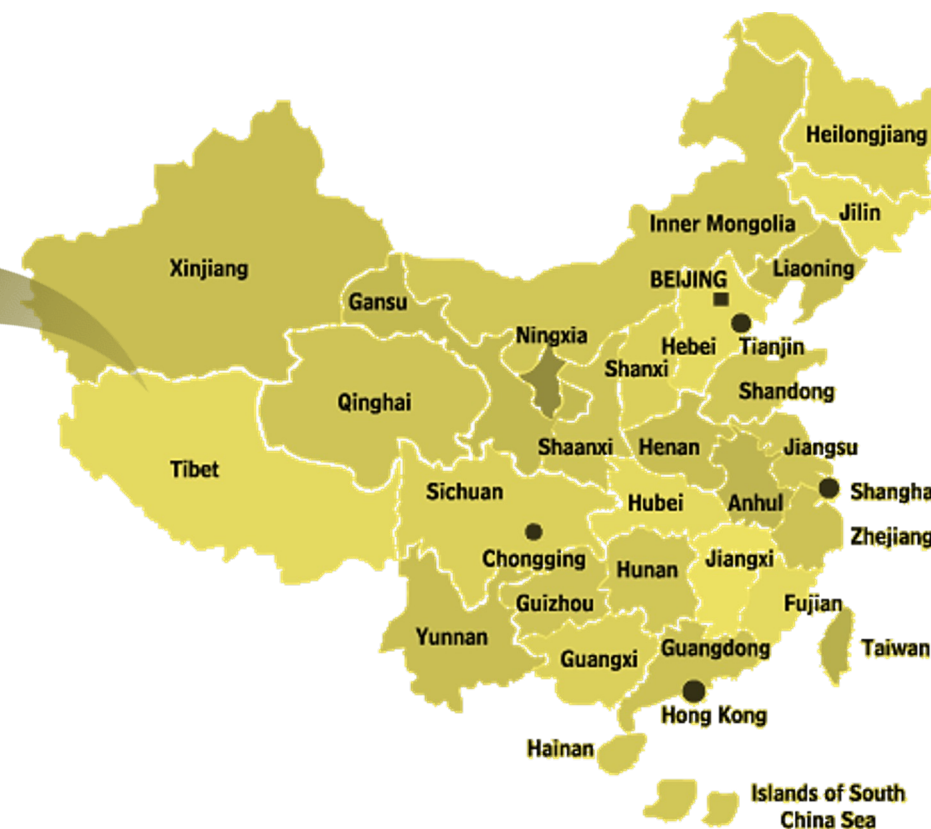 Heilongjiang
Jilin
Inner Mongolia
Xinjiang
BEIJING
Liaoning
Gansu
Ningxia
Hebei
Tianjin
Shanxi
Shandong
Qinghai
Shaanxi
Henan
Jiangsu
Tibet
Sichuan
Hubei
Anhul
Shangha
Zhejiang
Chongging
Hunan
Jiangxi
Guizhou
Fujian
Yunnan
Guangxi
Guangdong
Taiwan
Hong Kong
Hainan
Islands of South
China Sea